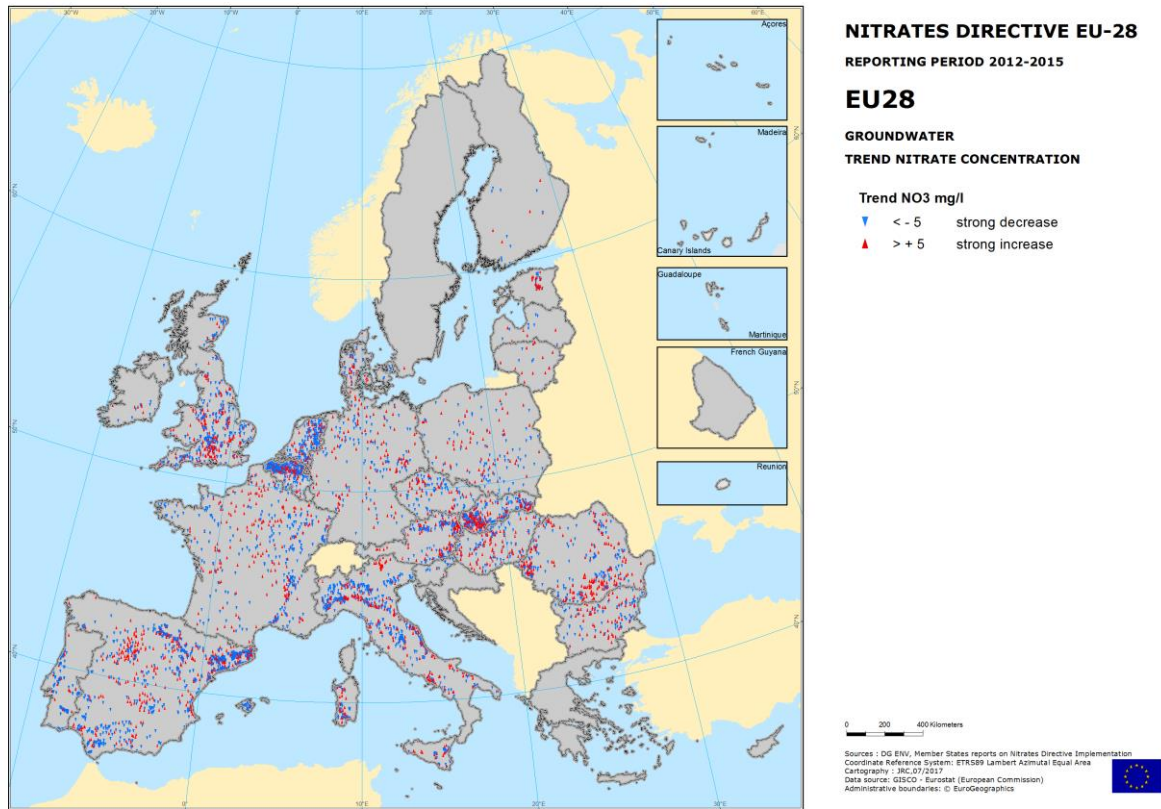 NITRATES DIRECTIVE EU-28
REPORTING PERIOD 2012-2015
EU28
GROUNDWATER
TREND NITRATE CONCENTRATION
Trend NO3 mg/l
< - 5 strong decrease
> + 5 strong increase
Açores
Madeira
Canary Islands
Guadaloupe
Martinique
French Guyana
Reunion
20°W
10°W
0°
10°E
20°E
30°E
40°E
60°N
50°N
40°N
0°
10°E
20°E
30°E
0 200 400 Kilometers
Sources : DG ENV, Member States reports on Nitrates Directive Implementation
Coordinate Reference System: ETRS89 Lambert Azimutal Equal Area
Cartography : JRC,07/2017
Data source: GISCO - Eurostat (European Commission)
Administrative boundaries: © EuroGeographics